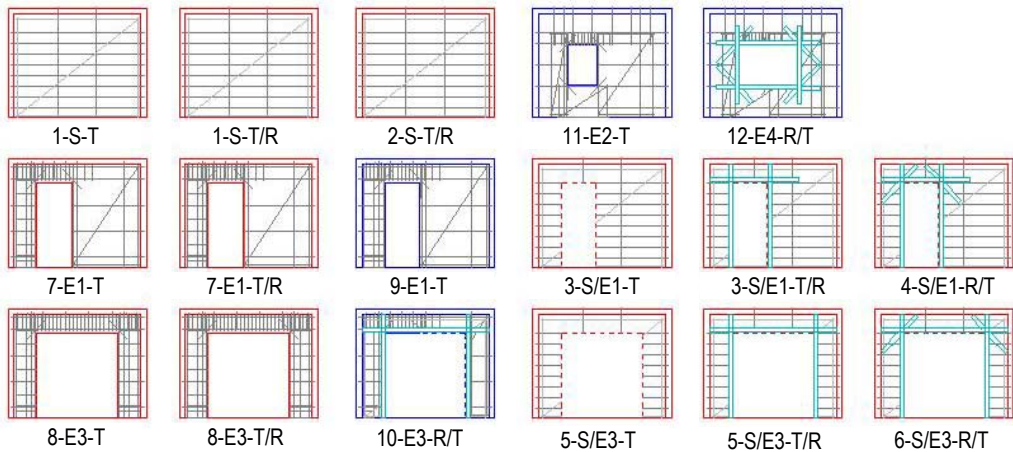 1-S-T 1-S-T/R 2-S-T 11-E2-T 12-E4-R/T
7-E1-T 7-E1-T/R 9-E1-T 3-S/E1-T 3-S/E1-T/R 4-S/E1-R/T
8-E3-T 8-E3-T/R 10-E3-R/T 5-S/E3-T 5-S/E3-T/R 6-S/E3-R/T